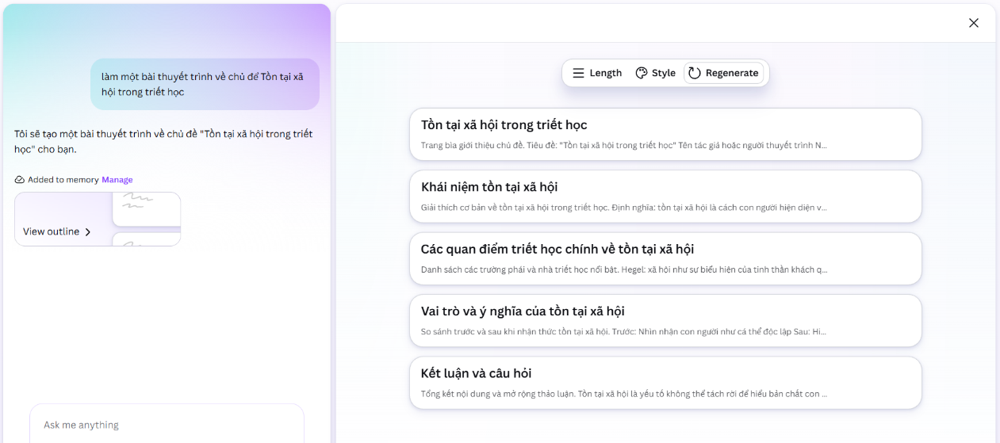 làm một bài thuyết trình về chủ để Tồn tại xã
hội trong triết học
Tôi sẽ tạo một bài thuyết trình về chủ đề "Tồn tại xã hội trong triết
học" cho bạn.
Added to memory Manage
View outline
Ask me anything
Length Style Regenerate
Tồn tại xã hội trong triết học
Trang bìa giới thiệu chủ đề. Tiêu đề: "Tồn tại xã hội trong triết học" Tên tác giả hoặc người thuyết trình N...
Khái niệm tồn tại xã hội
Giải thích cơ bản về tồn tại xã hội trong triết học. Định nghĩa: tồn tại xã hội là cách con người hiện diện v...
Các quan điểm triết học chính về tồn tại xã hội
Danh sách các trường phái và nhà triết học nổi bật. Hegel: xã hội như sự biểu hiện của tinh thần khách q...
Vai trò và ý nghĩa của tồn tại xã hội
So sánh trước và sau khi nhận thức tồn tại xã hội. Trước: Nhìn nhận con người như cá thể độc lập Sau: Hi...
Kết luận và câu hỏi
Tổng kết nội dung và mở rộng thảo luận. Tồn tại xã hội là yếu tố không thể tách rời để hiểu bản chất con ...